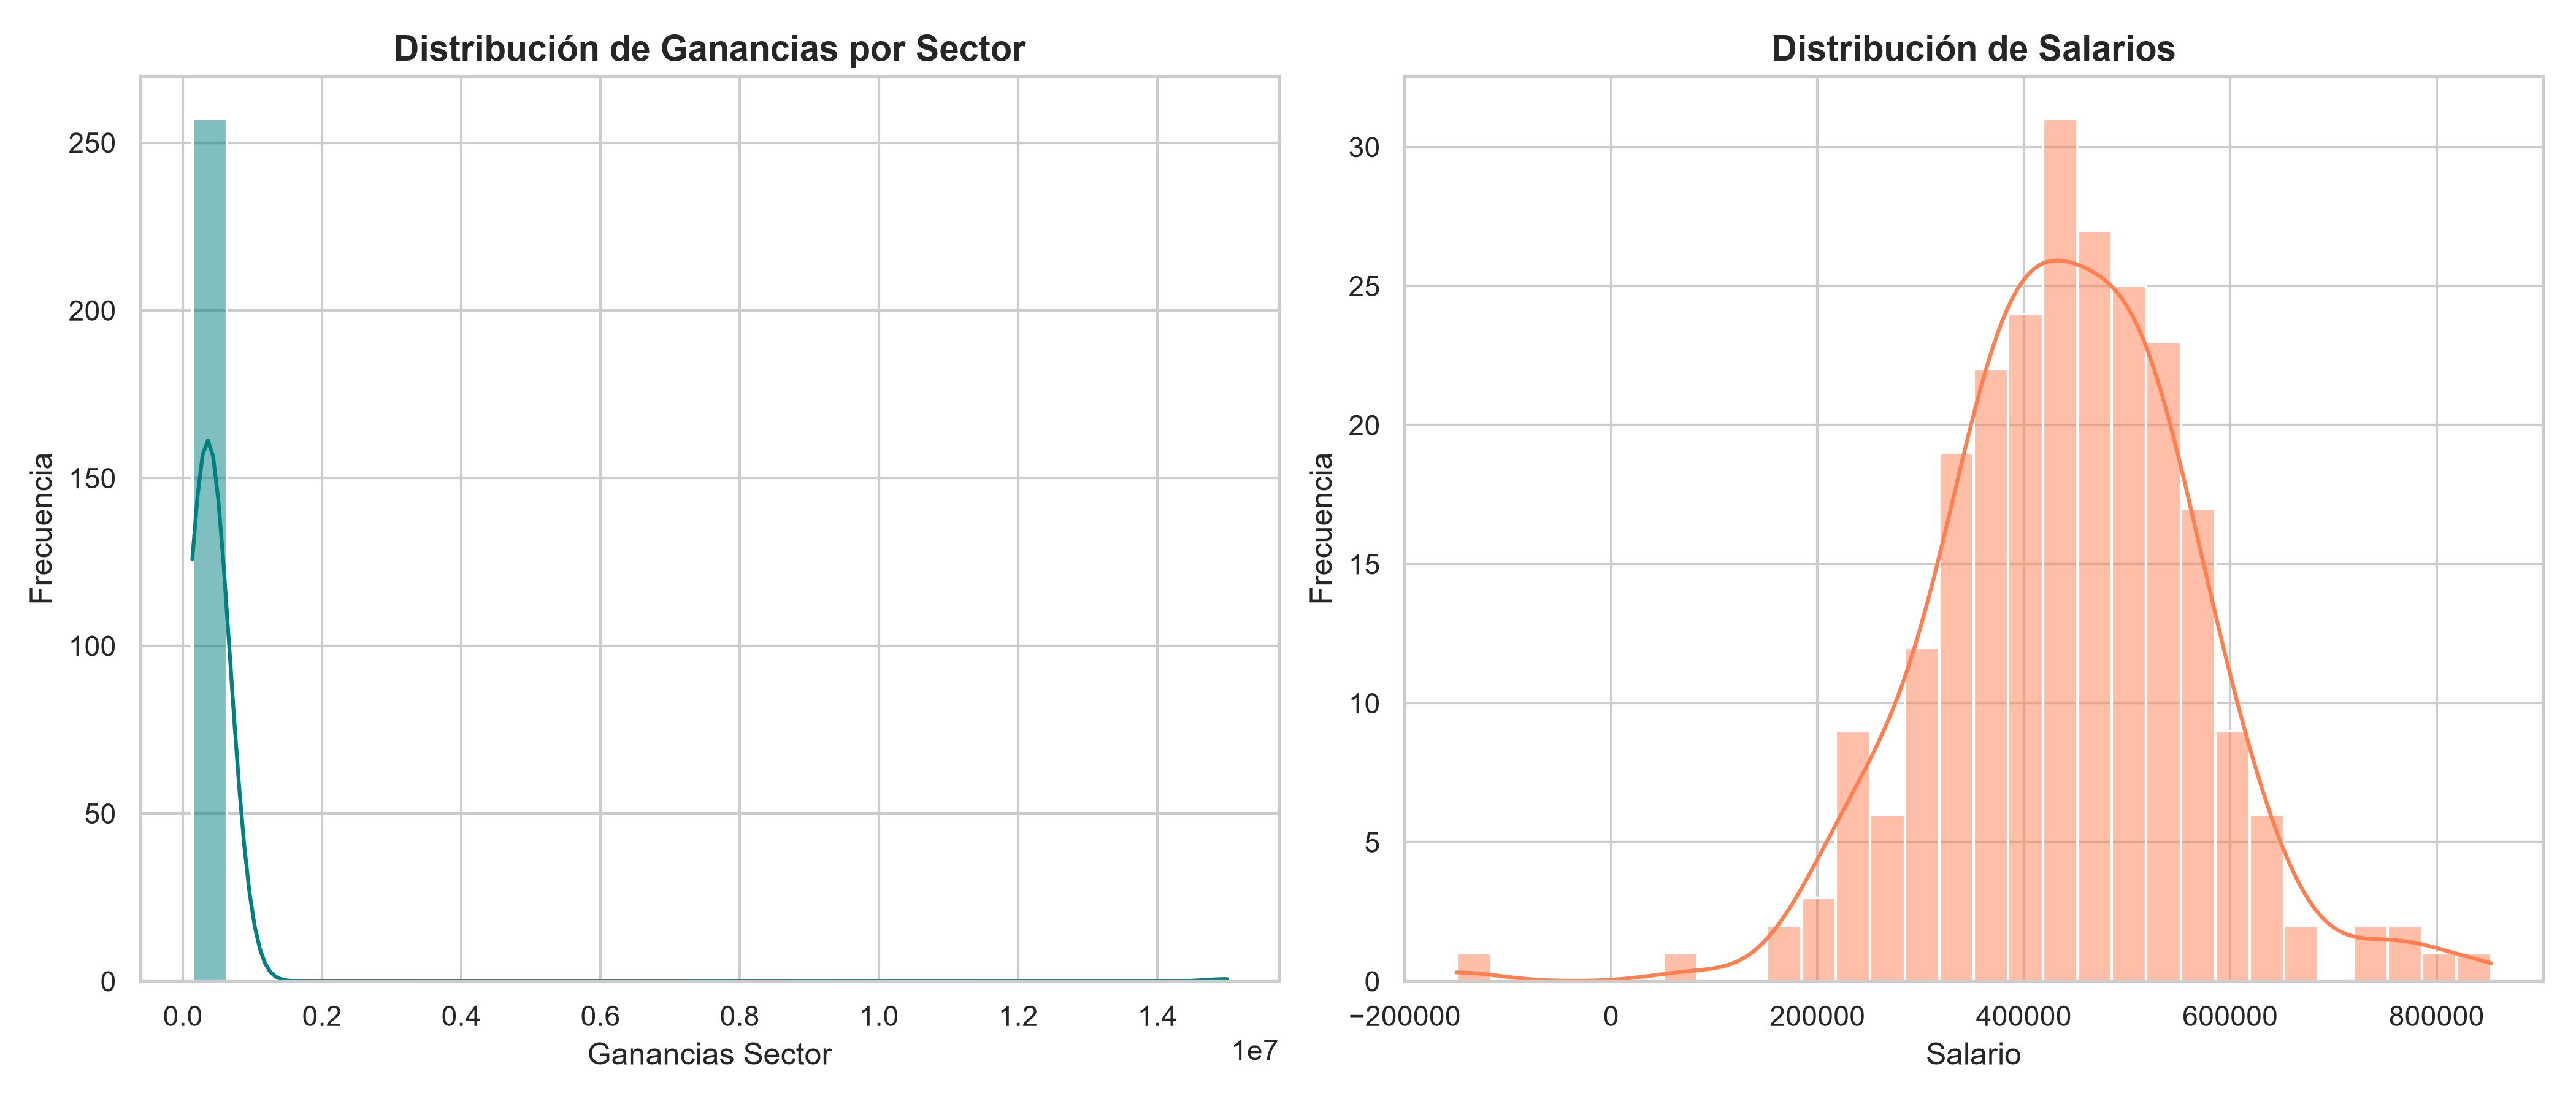 Distribución de Ganancias por Sector
Frecuencia
250
200
150
100
50
0
0.0 0.2 0.4 0.6 0.8 1.0 1.2 1.4
1e7
Ganancias Sector
Distribución de Salarios
Frecuencia
30
25
20
15
10
5
0
−200000 0 200000 400000 600000 800000
Salario